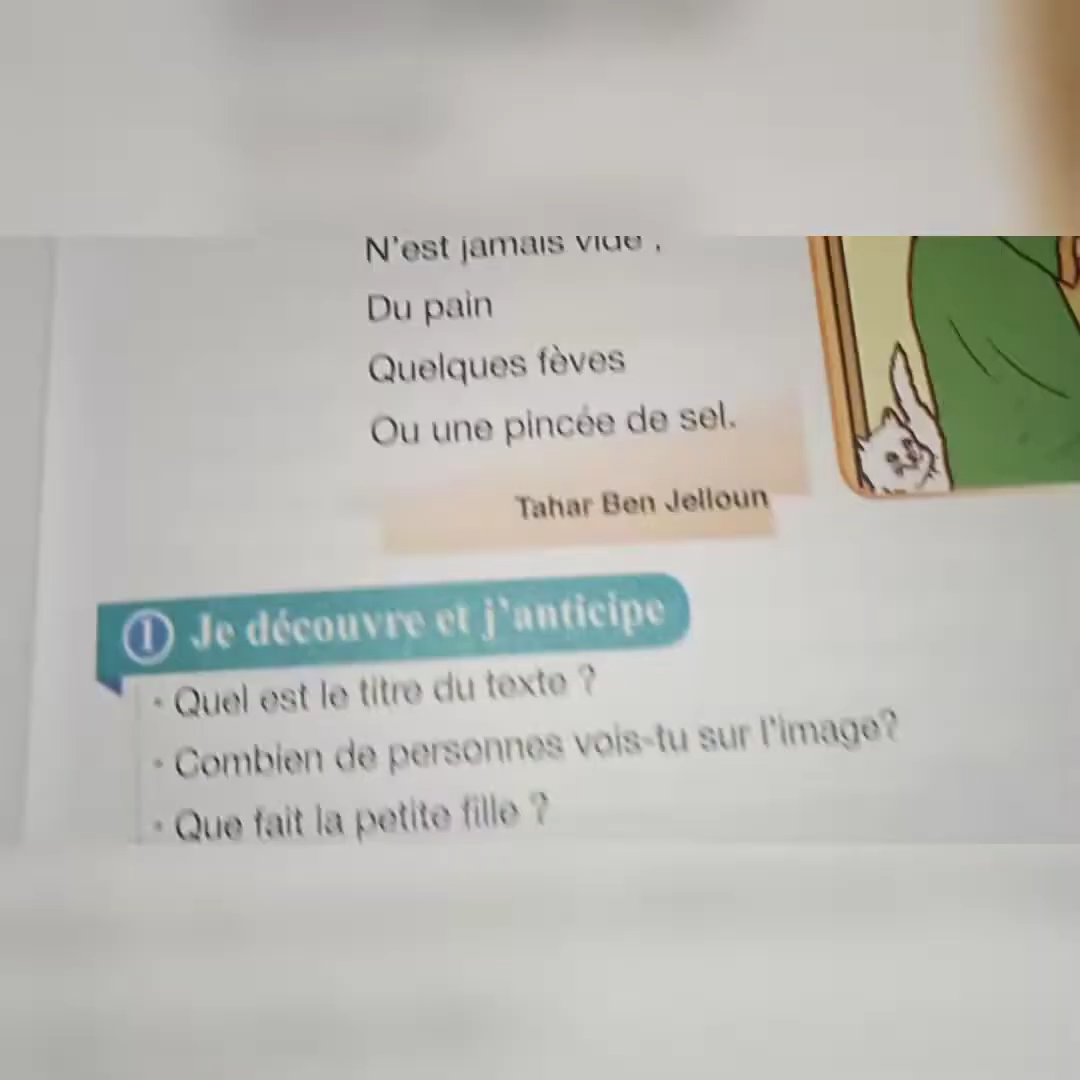 N'est jamais vide ,
Du pain
Quelques fèves
Ou une pincée de sel.
Tahar Ben Jelloun
1 Je découvre et j'anticipe
• Quel est le titre du texte ?
• Combien de personnes vois-tu sur l'image?
• Que fait la petite fille ?